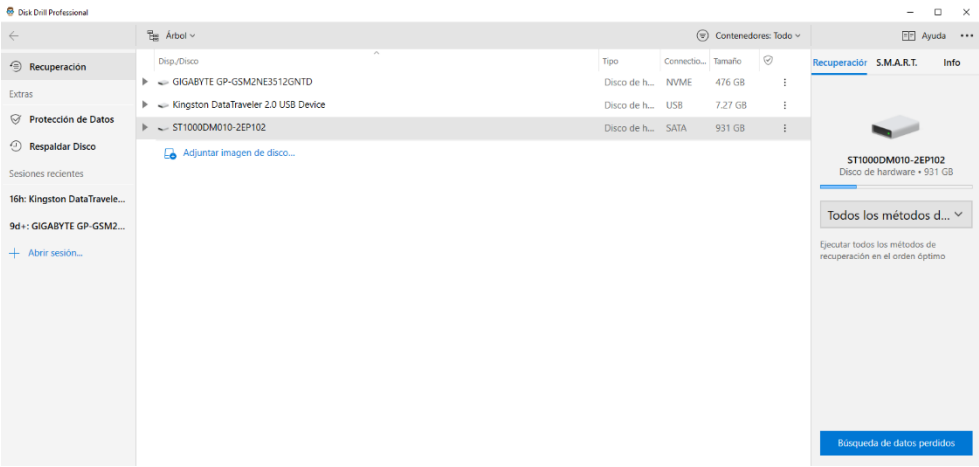 Disk Drill Professional
Árbol
Contenedores: Todo
Ayuda
Recuperación
Extras
Protección de Datos
Respaldar Disco
Sesiones recientes
16h: Kingston DataTravele...
9d+: GIGABYTE GP-GSM2...
Abrir sesión...
Disp./Disco Tipo Connectio... Tamaño
GIGABYTE GP-GSM2NE3512GNTD Disco de h... NVME 476 GB
Kingston DataTraveler 2.0 USB Device Disco de h... USB 7.27 GB
ST1000DM010-2EP102 Disco de h... SATA 931 GB
Adjuntar imagen de disco...
Recuperación S.M.A.R.T. Info
ST1000DM010-2EP102
Disco de hardware • 931 GB
Todos los métodos d...
Ejecutar todos los métodos de
recuperación en el orden óptimo
Búsqueda de datos perdidos